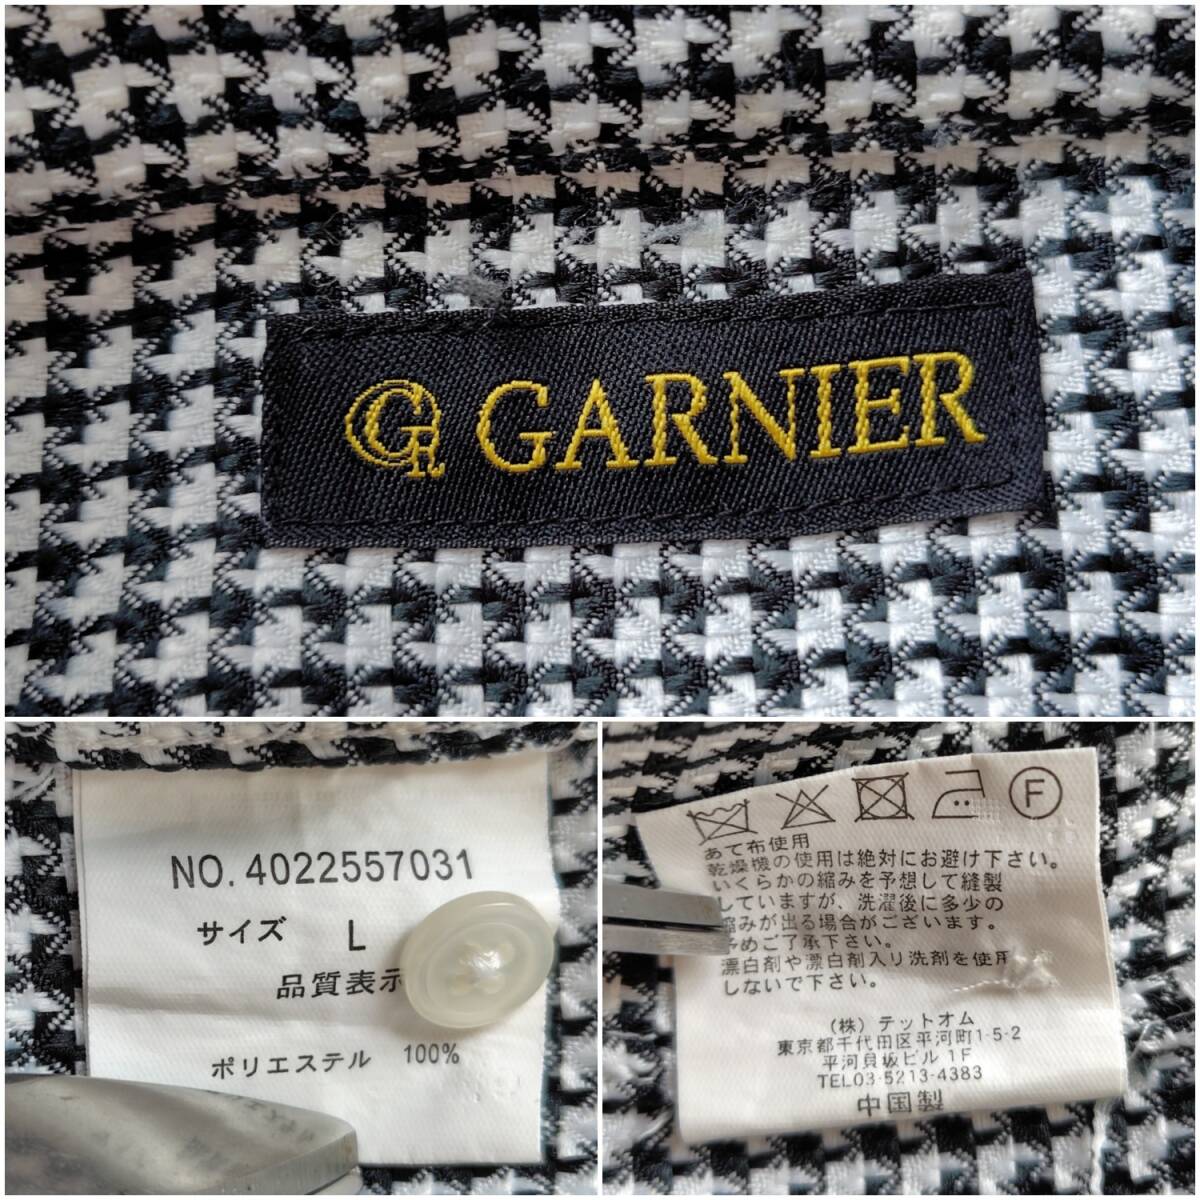 GR GARNIER
NO. 4022557031
サイズ L
品質表示
ポリエステル 100%
F
あて布使用
乾燥機の使用は絶対にお避け下さい。
いくらかの縮みを予想して縫製
していますが、洗濯後に多少の
縮みが出る場合がございます。
予めご了承下さい。
漂白剤や漂白剤入り洗剤を使用
しないで下さい。
(株) テットオム
東京都千代田区平河町1-5-2
平河貝坂ビル 1F
TEL03-5213-4383
中国製